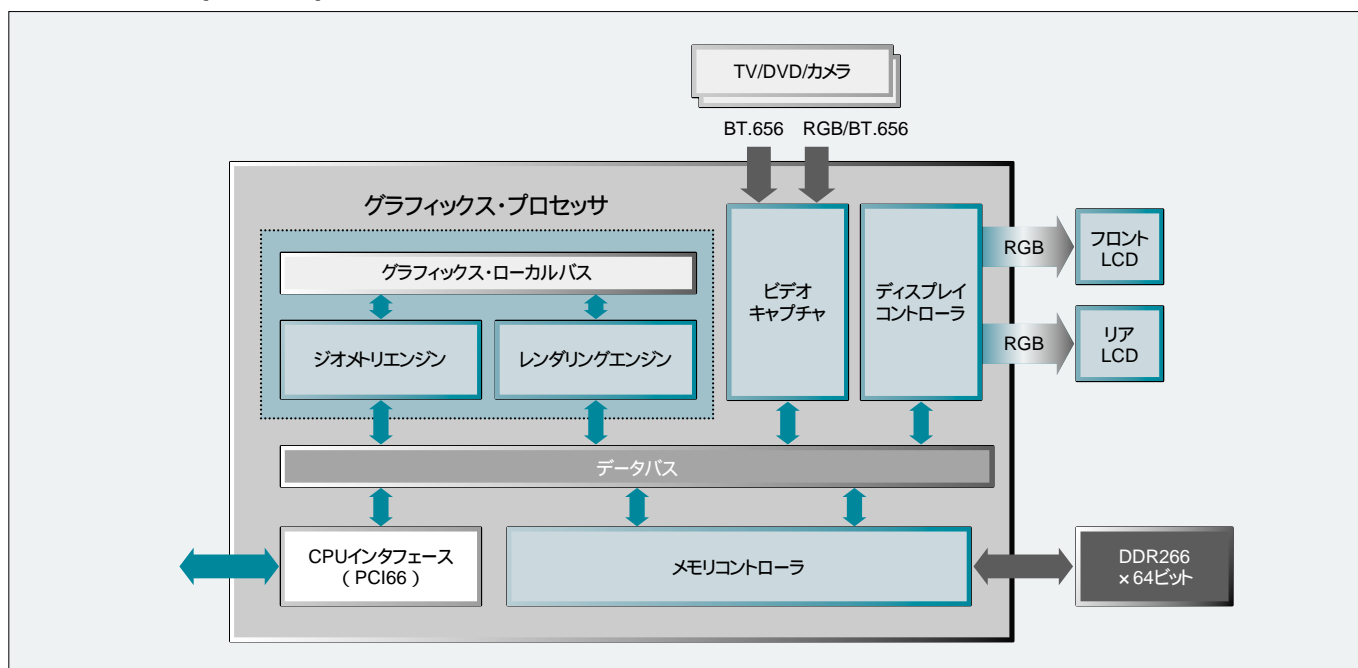 TV/DVD/カメラ
BT.656 RGB/BT.656
グラフィックス・プロセッサ
グラフィックス・ローカルバス
ジオメトリエンジン
レンダリングエンジン
ビデオ
キャプチャ
ディスプレイ
コントローラ
RGB
フロント
LCD
RGB
リア
LCD
データバス
CPUインタフェース
(PCI66)
メモリコントローラ
DDR266
×64ビット